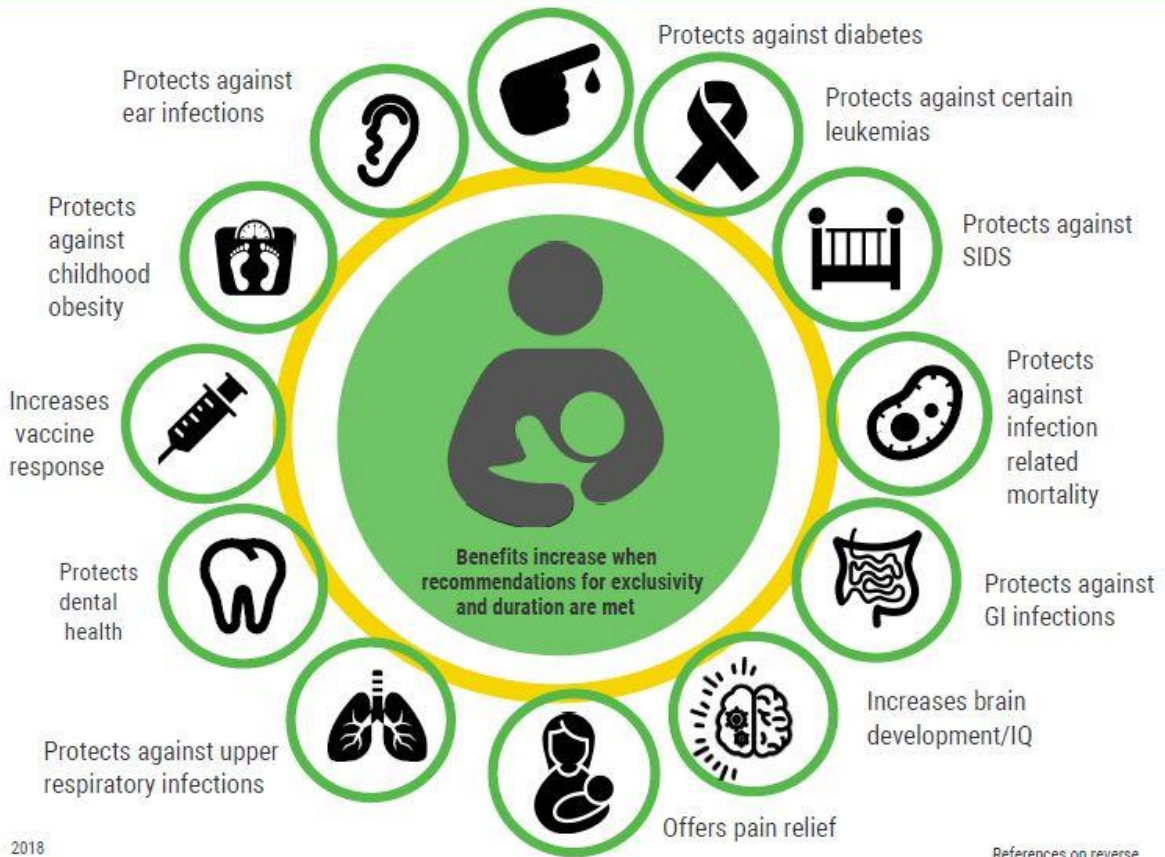 Protects against diabetes
Protects against certain
leukemias
Protects against
SIDS
Protects
against
infection
related
mortality
Protects against
GI infections
Increases brain
development/IQ
Offers pain relief
Protects against upper
respiratory infections
Protects
dental
health
Increases
vaccine
response
Protects
against
childhood
obesity
Protects against
ear infections
Benefits increase when
recommendations for exclusivity
and duration are met
2018
References on reverse